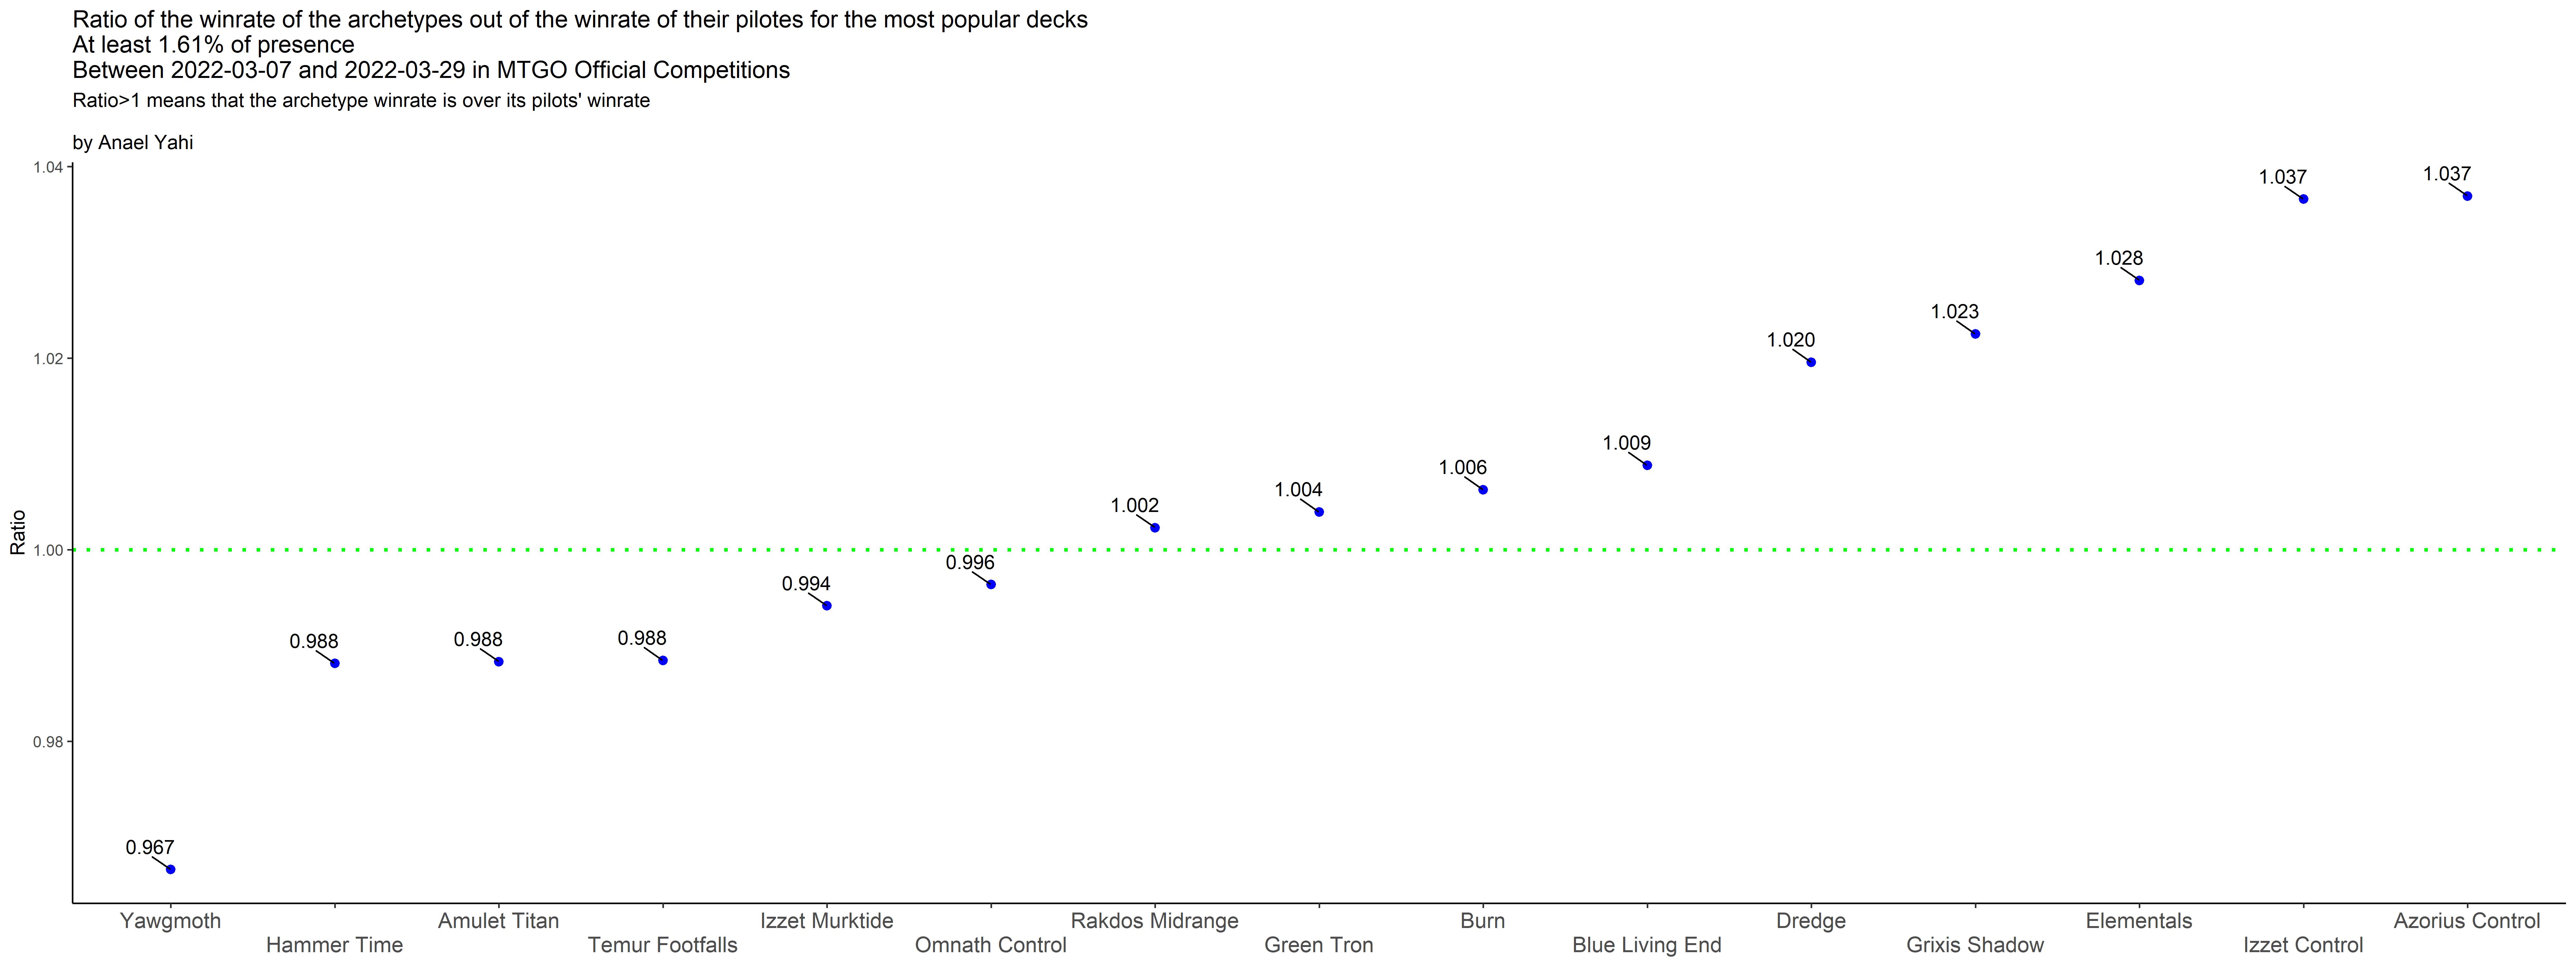 Ratio of the winrate of the archetypes out of the winrate of their pilotes for the most popular decks
At least 1.61% of presence
Between 2022-03-07 and 2022-03-29 in MTGO Official Competitions
Ratio>1 means that the archetype winrate is over its pilots' winrate
by Anael Yahi
1.04
1.02
1.00
0.98
Ratio
0.967
0.988
0.988
0.988
0.994
0.996
1.002
1.004
1.006
1.009
1.020
1.023
1.028
1.037
1.037
Yawgmoth
Hammer Time
Amulet Titan
Temur Footfalls
Izzet Murktide
Omnath Control
Rakdos Midrange
Green Tron
Burn
Blue Living End
Dredge
Grixis Shadow
Elementals
Izzet Control
Azorius Control